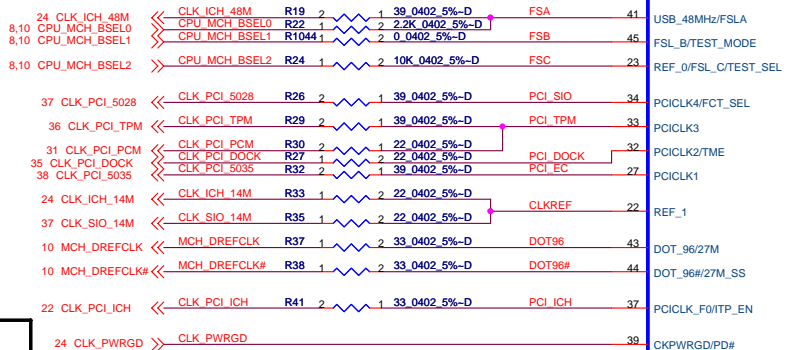 24 CLK_ICH_48M CLK_ICH_48M R19 2 1 39_0402_5%~D FSA 41 USB_48MHz/FSLA
8,10 CPU_MCH_BSEL0 CPU_MCH_BSEL0 R22 2 1 2.2K_0402_5%~D
8,10 CPU_MCH_BSEL1 CPU_MCH_BSEL1 R1044 2 1 0_0402_5%~D FSB 45 FSL_B/TEST_MODE
8,10 CPU_MCH_BSEL2 CPU_MCH_BSEL2 R24 2 1 10K_0402_5%~D FSC 23 REF_0/FSL_C/TEST_SEL
37 CLK_PCI_5028 CLK_PCI_5028 R26 2 1 39_0402_5%~D PCI_SIO 34 PCICLK4/FCT_SEL
36 CLK_PCI_TPM CLK_PCI_TPM R29 2 1 39_0402_5%~D PCI_TPM 33 PCICLK3
31 CLK_PCI_PCM CLK_PCI_PCM R30 2 1 22_0402_5%~D 32 PCICLK2/TME
35 CLK_PCI_DOCK CLK_PCI_DOCK R27 1 2 22_0402_5%~D PCI_DOCK
38 CLK_PCI_5035 CLK_PCI_5035 R32 2 1 39_0402_5%~D PCI_EC 27 PCICLK1
24 CLK_ICH_14M CLK_ICH_14M R33 1 2 22_0402_5%~D CLKREF 22 REF_1
37 CLK_SIO_14M CLK_SIO_14M R35 1 2 22_0402_5%~D
10 MCH_DREFCLK MCH_DREFCLK R37 1 2 33_0402_5%~D DOT96 43 DOT_96/27M
10 MCH_DREFCLK# MCH_DREFCLK# R38 1 2 33_0402_5%~D DOT96# 44 DOT_96#/27M_SS
22 CLK_PCI_ICH CLK_PCI_ICH R41 2 1 33_0402_5%~D PCI_ICH 37 PCICLK_F0/ITP_EN
24 CLK_PWRGD CLK_PWRGD 39 CKPWRGD/PD#